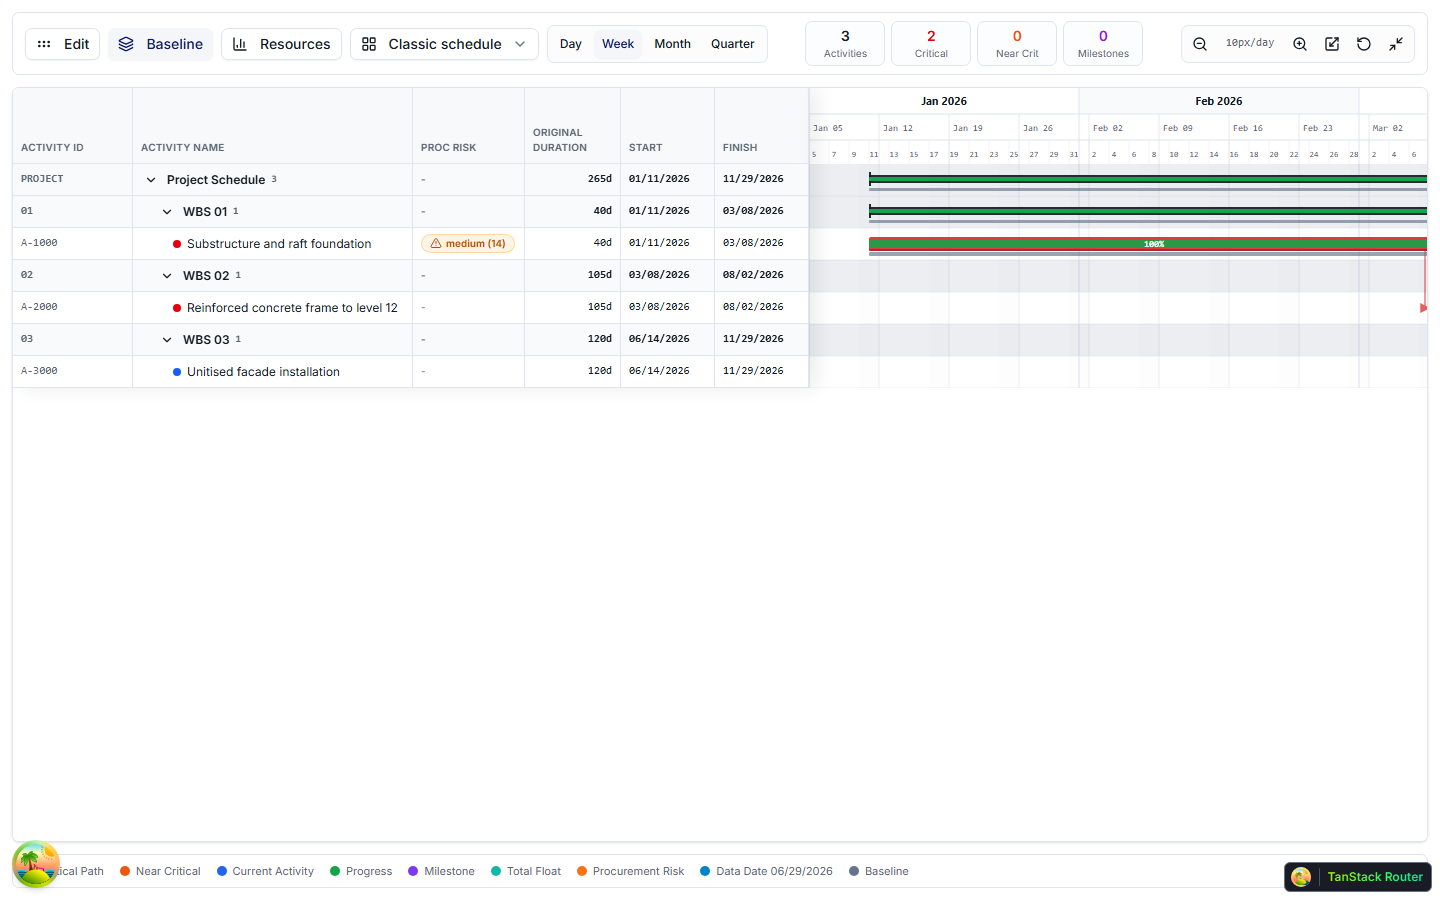 Edit
Baseline
Resources
Classic schedule
Day Week Month Quarter
3 Activities
2 Critical
0 Near Crit
0 Milestones
10px/day
ACTIVITY ID ACTIVITY NAME PROC RISK ORIGINAL DURATION START FINISH
Jan 2026 Feb 2026
Jan 05 Jan 12 Jan 19 Jan 26 Feb 02 Feb 09 Feb 16 Feb 23 Mar 02
5 7 9 11 13 15 17 19 21 23 25 27 29 31 2 4 6 8 10 12 14 16 18 20 22 24 26 28 2 4 6
PROJECT Project Schedule 3 - 265d 01/11/2026 11/29/2026
01 WBS 01 1 - 40d 01/11/2026 03/08/2026
A-1000 Substructure and raft foundation medium (14) 40d 01/11/2026 03/08/2026 100%
02 WBS 02 1 - 105d 03/08/2026 08/02/2026
A-2000 Reinforced concrete frame to level 12 - 105d 03/08/2026 08/02/2026
03 WBS 03 1 - 120d 06/14/2026 11/29/2026
A-3000 Unitised facade installation - 120d 06/14/2026 11/29/2026
ical Path Near Critical Current Activity Progress Milestone Total Float Procurement Risk Data Date 06/29/2026 Baseline
TanStack Router